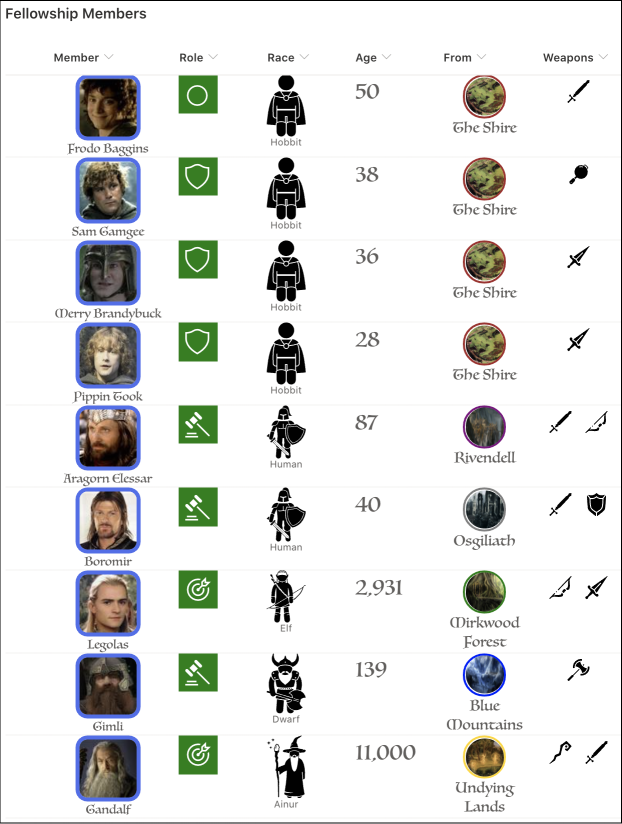 Fellowship Members
Member Role Race Age From Weapons
Frodo Baggins Hobbit 50 The Shire
Sam Gamgee Hobbit 38 The Shire
Merry Brandybuck Hobbit 36 The Shire
Pippin Took Hobbit 28 The Shire
Aragorn Elessar Human 87 Rivendell
Boromir Human 40 Osgiliath
Legolas Elf 2,931 Mirkwood
Forest
Gimli Dwarf 139 Blue
Mountains
Gandalf Ainur 11,000 Undying
Lands